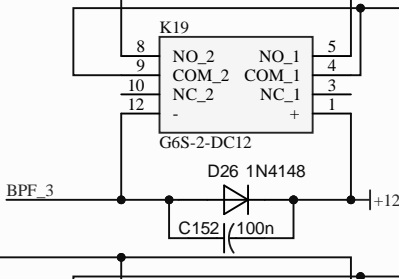 K19
8 NO_2 NO_1 5
9 COM_2 COM_1 4
10 NC_2 NC_1 3
12 - + 1
G6S-2-DC12
D26 1N4148
BPF_3 +12
C152 100n